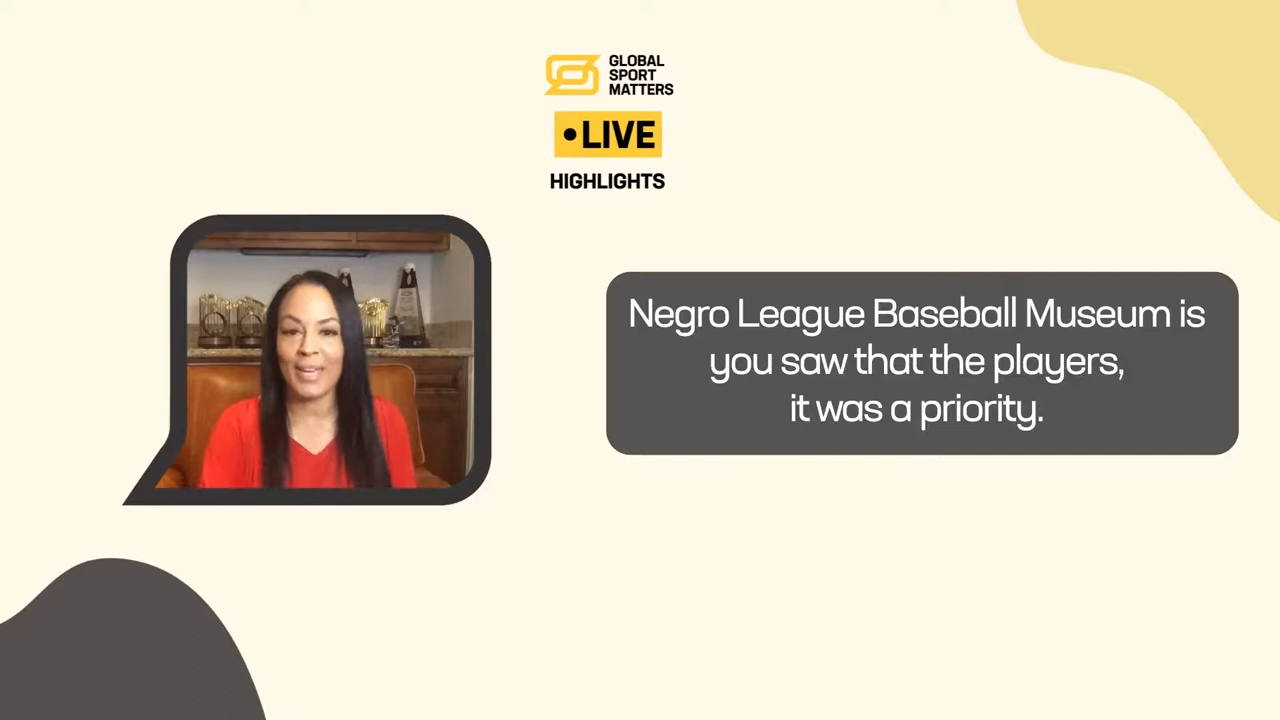 GLOBAL
SPORT
MATTERS
•LIVE
HIGHLIGHTS
Negro League Baseball Museum is
you saw that the players,
it was a priority.